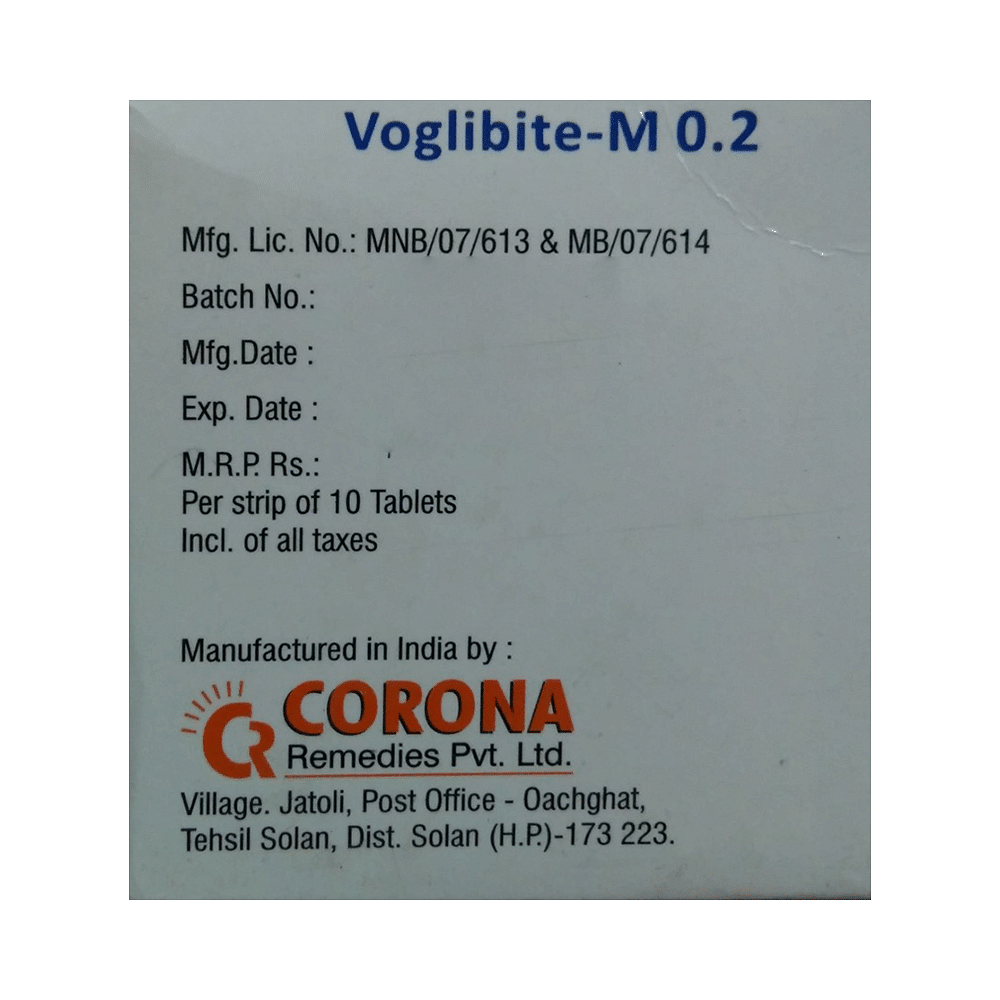 Voglibite-M 0.2
Mfg. Lic. No.: MNB/07/613 & MB/07/614
Batch No.:
Mfg.Date :
Exp. Date :
M.R.P. Rs.:
Per strip of 10 Tablets
Incl. of all taxes
Manufactured in India by :
CR CORONA
Remedies Pvt. Ltd.
Village. Jatoli, Post Office - Oachghat,
Tehsil Solan, Dist. Solan (H.P.)-173 223.